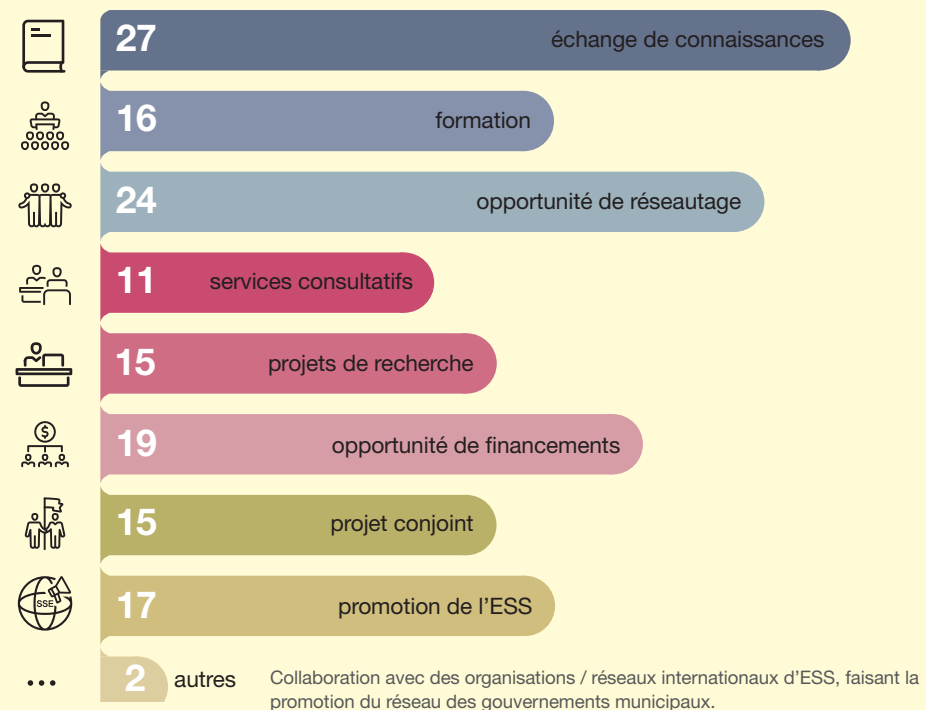 27 échange de connaissances
16 formation
24 opportunité de réseautage
11 services consultatifs
15 projets de recherche
19 opportunité de financements
15 projet conjoint
SSE
17 promotion de l’ESS
... 2 autres
Collaboration avec des organisations / réseaux internationaux d’ESS, faisant la
promotion du réseau des gouvernements municipaux.